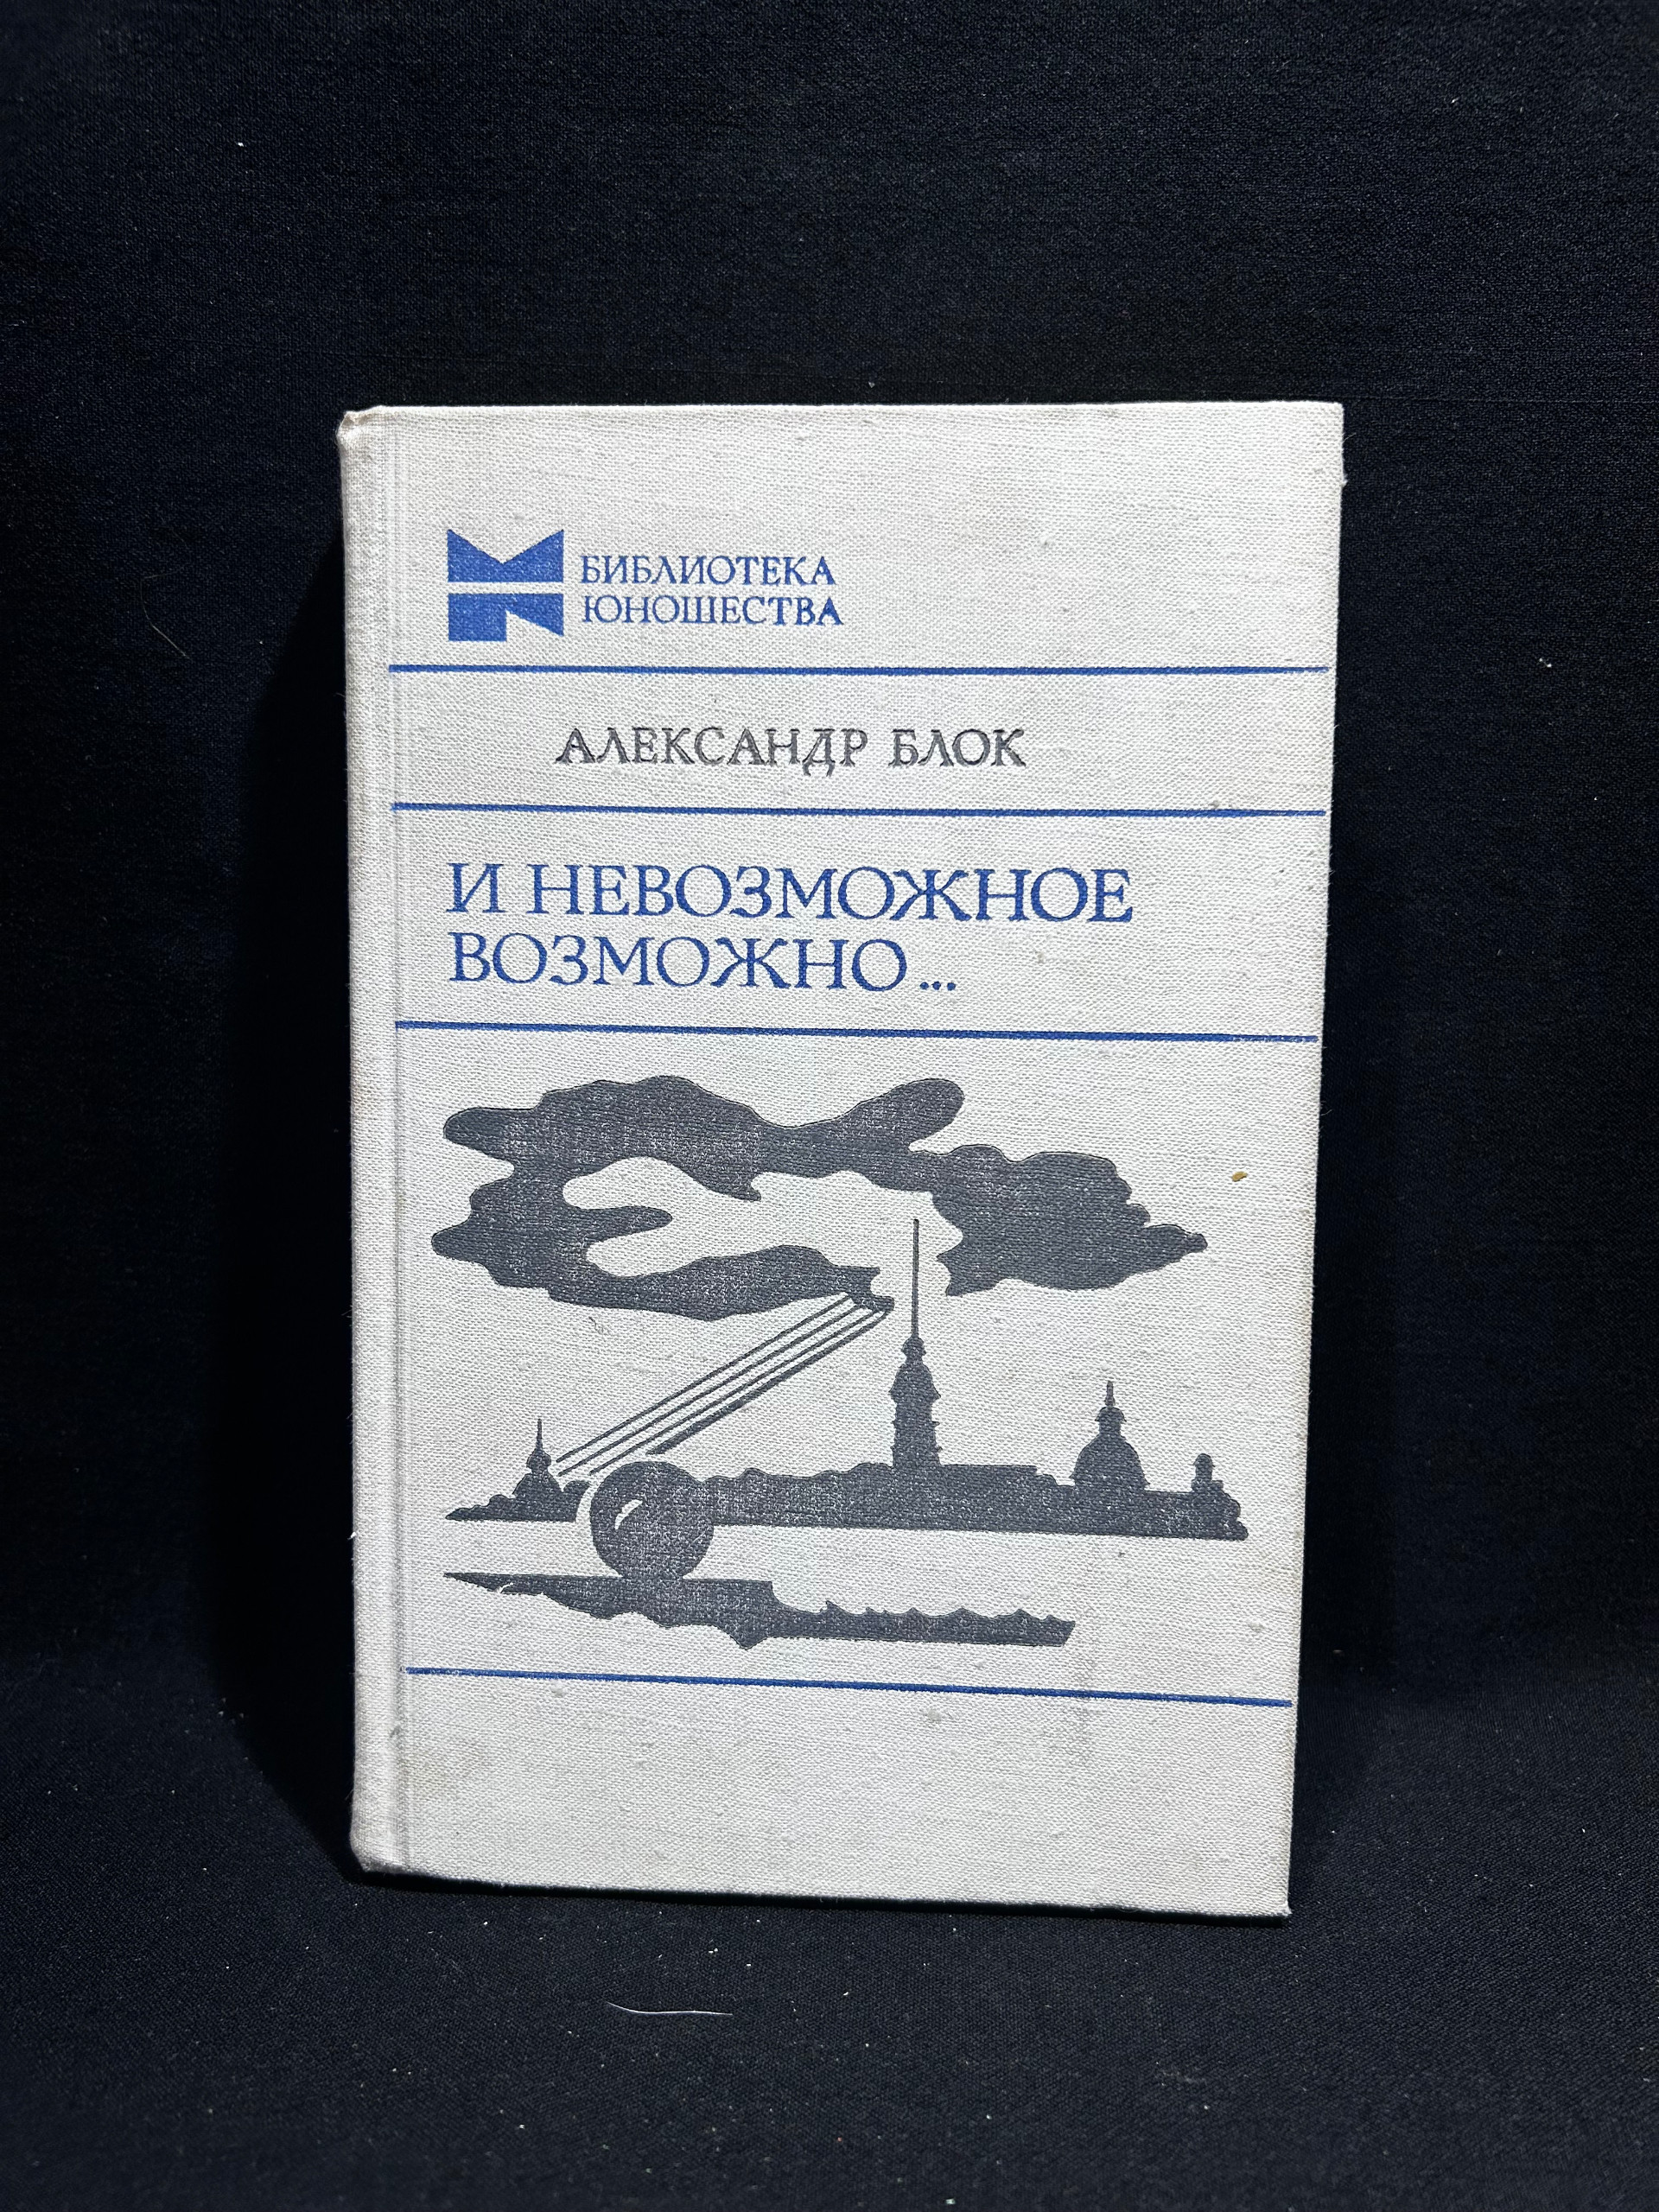 БИБЛИОТЕКА
ЮНОШЕСТВА
АЛЕКСАНДР БЛОК
И НЕВОЗМОЖНОЕ
ВОЗМОЖНО...